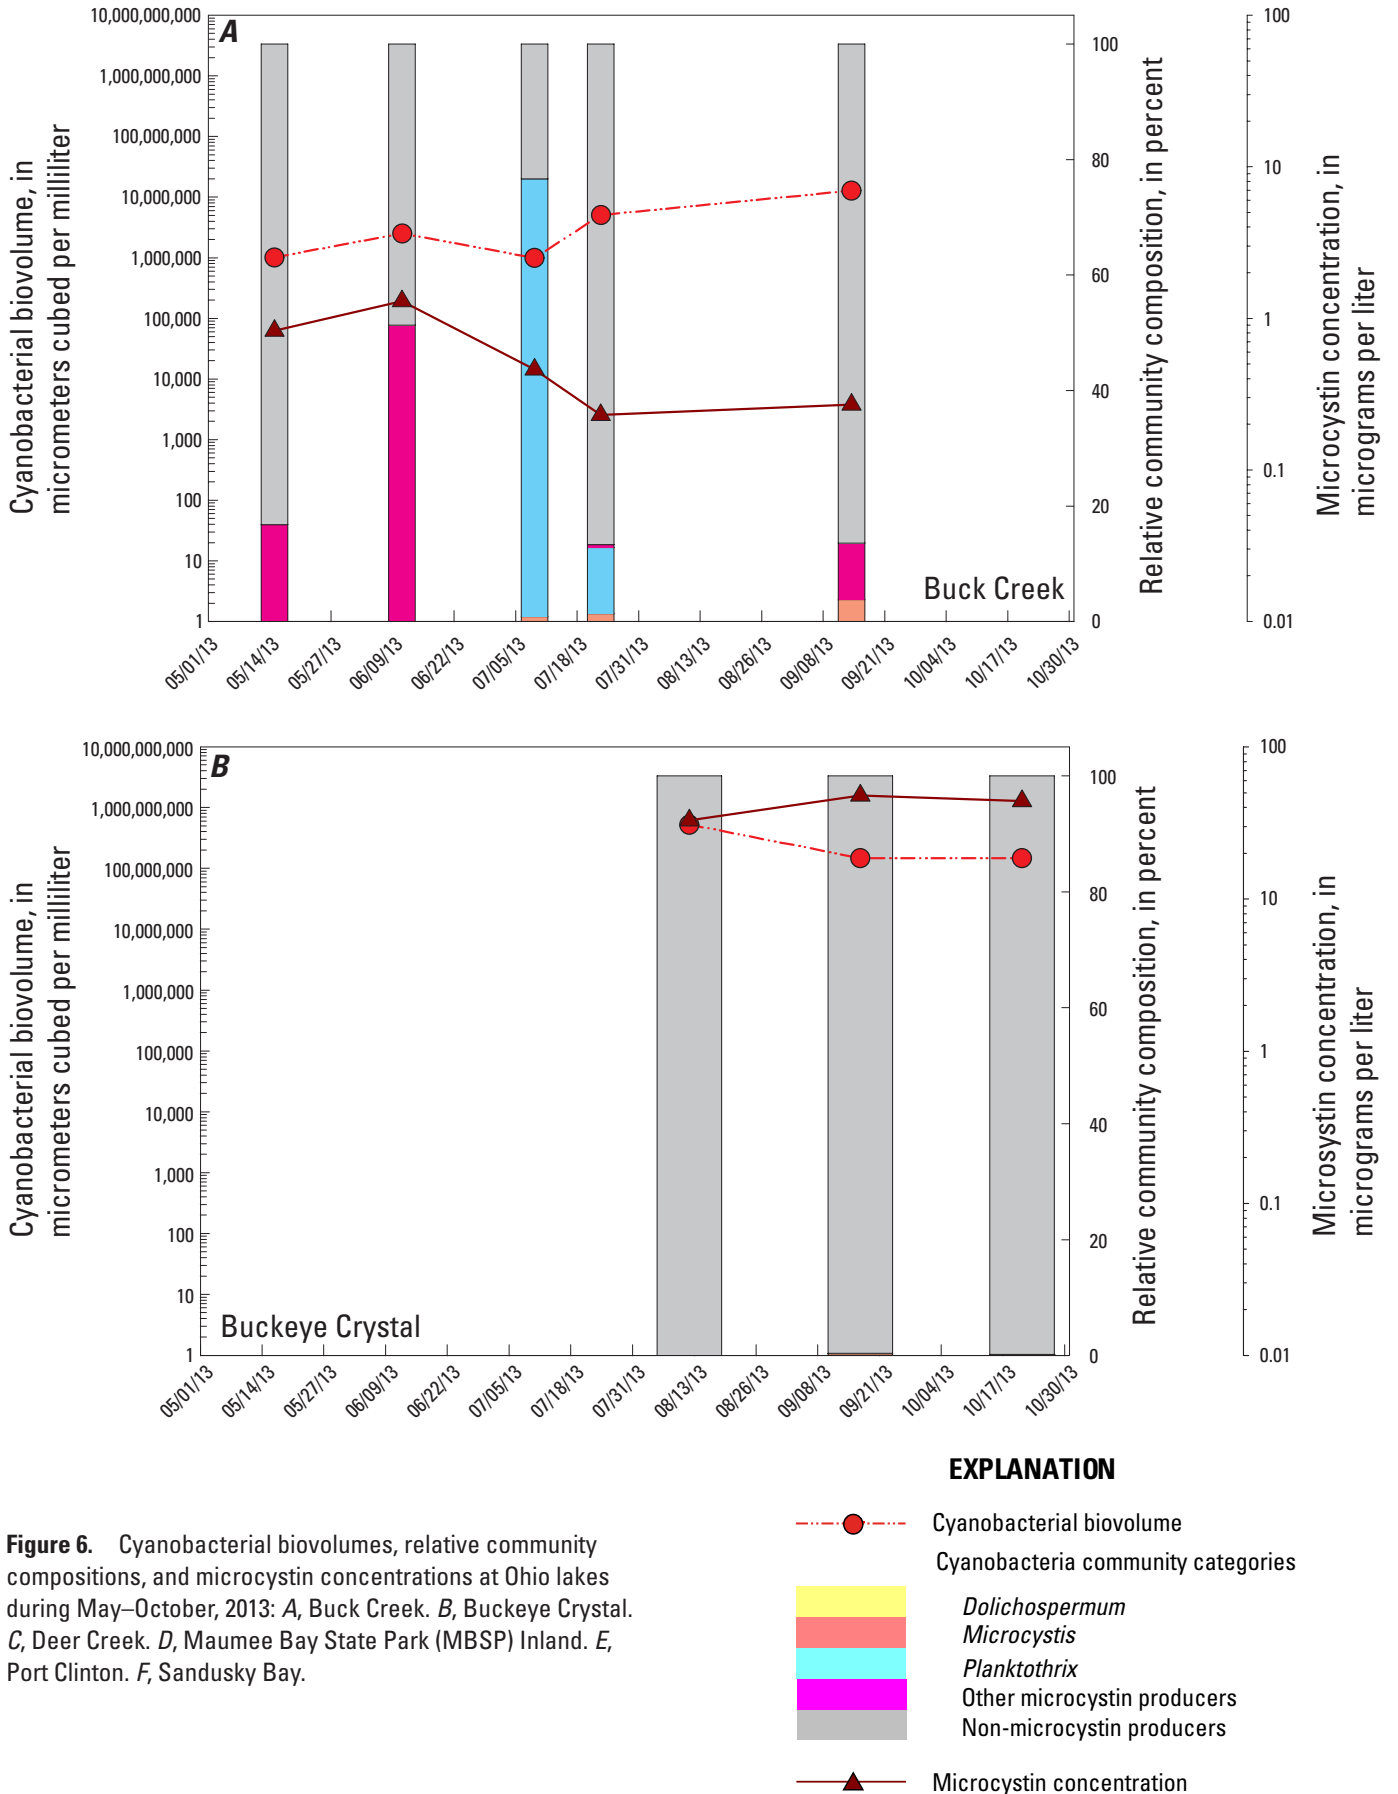 A
10,000,000,000
1,000,000,000
100,000,000
10,000,000
1,000,000
100,000
10,000
1,000
100
10
1
Cyanobacterial biovolume, in
micrometers cubed per milliliter
100
80
60
40
20
0
Relative community composition, in percent
100
10
1
0.1
0.01
Microcystin concentration, in
micrograms per liter
Buck Creek
05/01/13
05/14/13
05/27/13
06/09/13
06/22/13
07/05/13
07/18/13
07/31/13
08/13/13
08/26/13
09/08/13
09/21/13
10/04/13
10/17/13
10/30/13
B
10,000,000,000
1,000,000,000
100,000,000
10,000,000
1,000,000
100,000
10,000
1,000
100
10
1
Cyanobacterial biovolume, in
micrometers cubed per milliliter
100
80
60
40
20
0
Relative community composition, in percent
100
10
1
0.1
0.01
Microsystin concentration, in
micrograms per liter
Buckeye Crystal
05/01/13
05/14/13
05/27/13
06/09/13
06/22/13
07/05/13
07/18/13
07/31/13
08/13/13
08/26/13
09/08/13
09/21/13
10/04/13
10/17/13
10/30/13
Figure 6. Cyanobacterial biovolumes, relative community
compositions, and microcystin concentrations at Ohio lakes
during May–October, 2013: A, Buck Creek. B, Buckeye Crystal.
C, Deer Creek. D, Maumee Bay State Park (MBSP) Inland. E,
Port Clinton. F, Sandusky Bay.
EXPLANATION
Cyanobacterial biovolume
Cyanobacteria community categories
Dolichospermum
Microcystis
Planktothrix
Other microcystin producers
Non-microcystin producers
Microcystin concentration